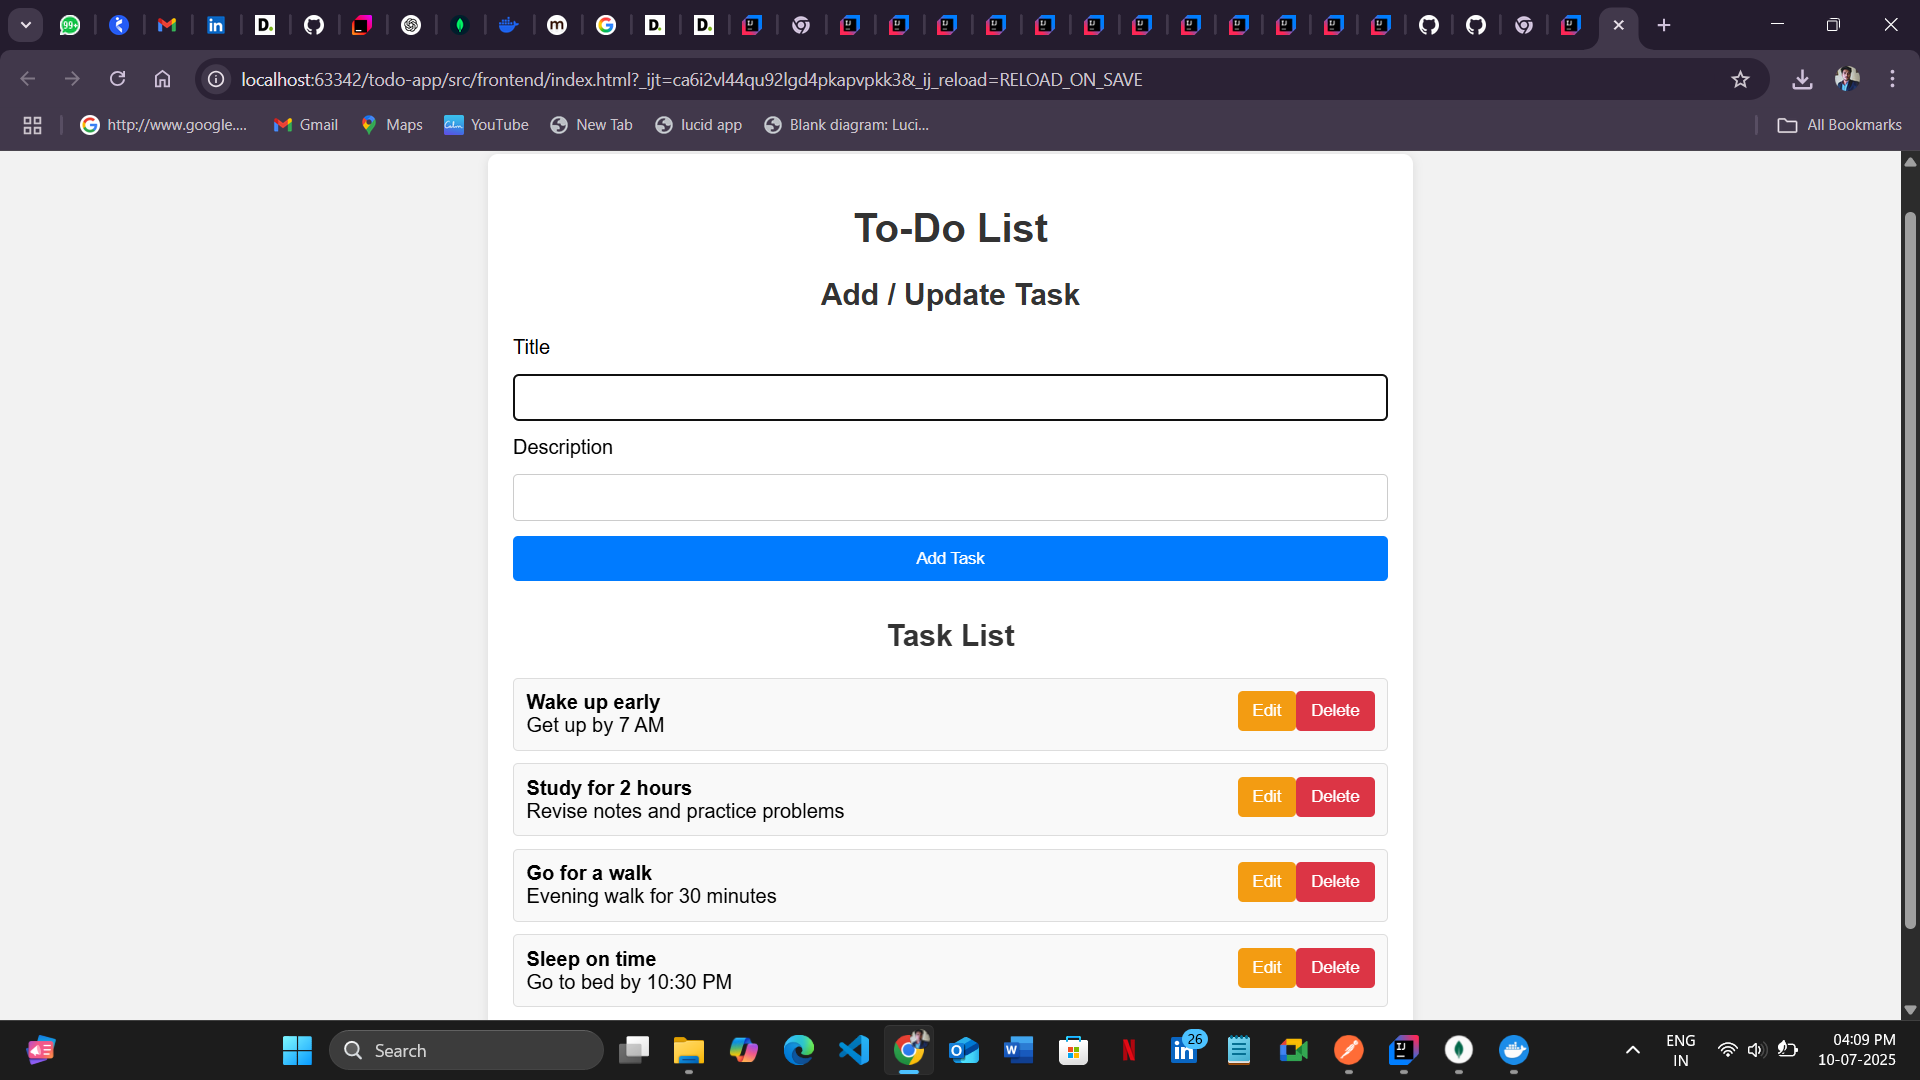 99+
localhost:63342/todo-app/src/frontend/index.html?_ijt=ca6i2vl44qu92lgd4pkapvpkk3&_ij_reload=RELOAD_ON_SAVE
http://www.google.... Gmail Maps YouTube New Tab lucid app Blank diagram: Luci... All Bookmarks
To-Do List
Add / Update Task
Title
Description
Add Task
Task List
Wake up early
Get up by 7 AM
Edit Delete
Study for 2 hours
Revise notes and practice problems
Edit Delete
Go for a walk
Evening walk for 30 minutes
Edit Delete
Sleep on time
Go to bed by 10:30 PM
Edit Delete
Search
26
ENG
IN
04:09 PM
10-07-2025